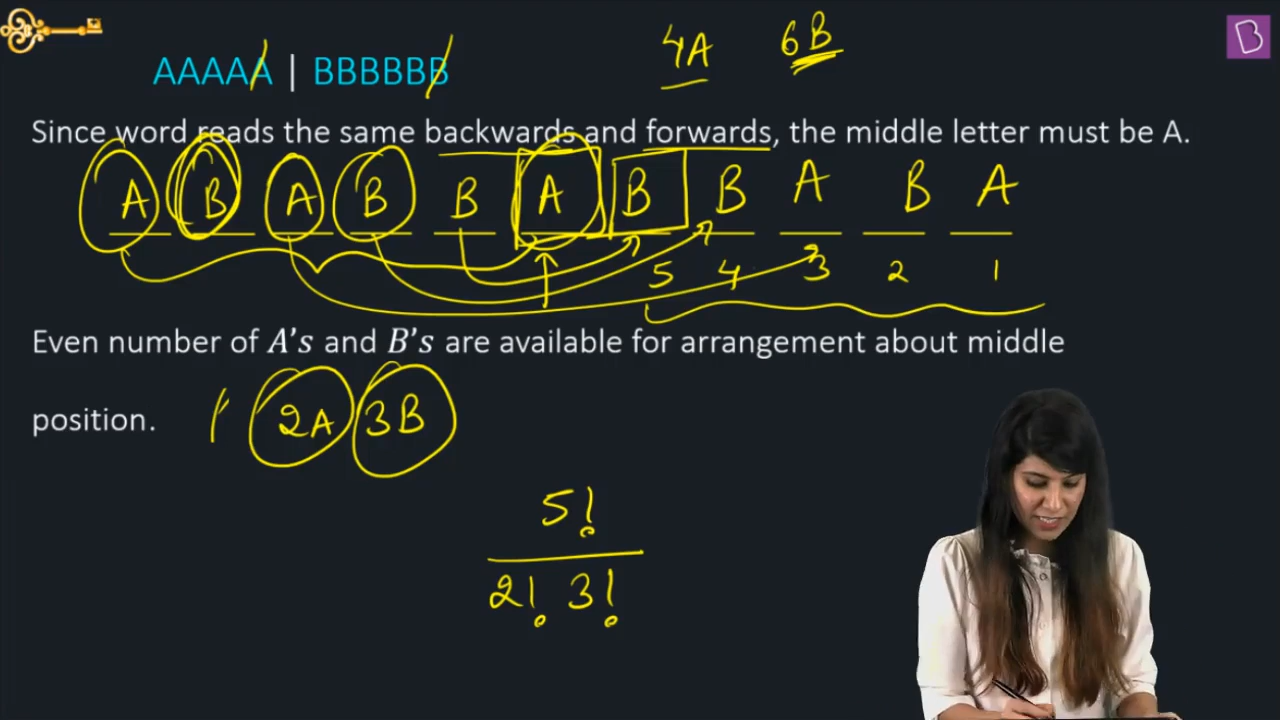 4A 6B
AAAAA | BBBBBB
B
Since word reads the same backwards and forwards, the middle letter must be A.
A B A B B A B B A B A
5 4 3 2 1
Even number of A's and B's are available for arrangement about middle
position. 2A 3B
5!
2! 3!